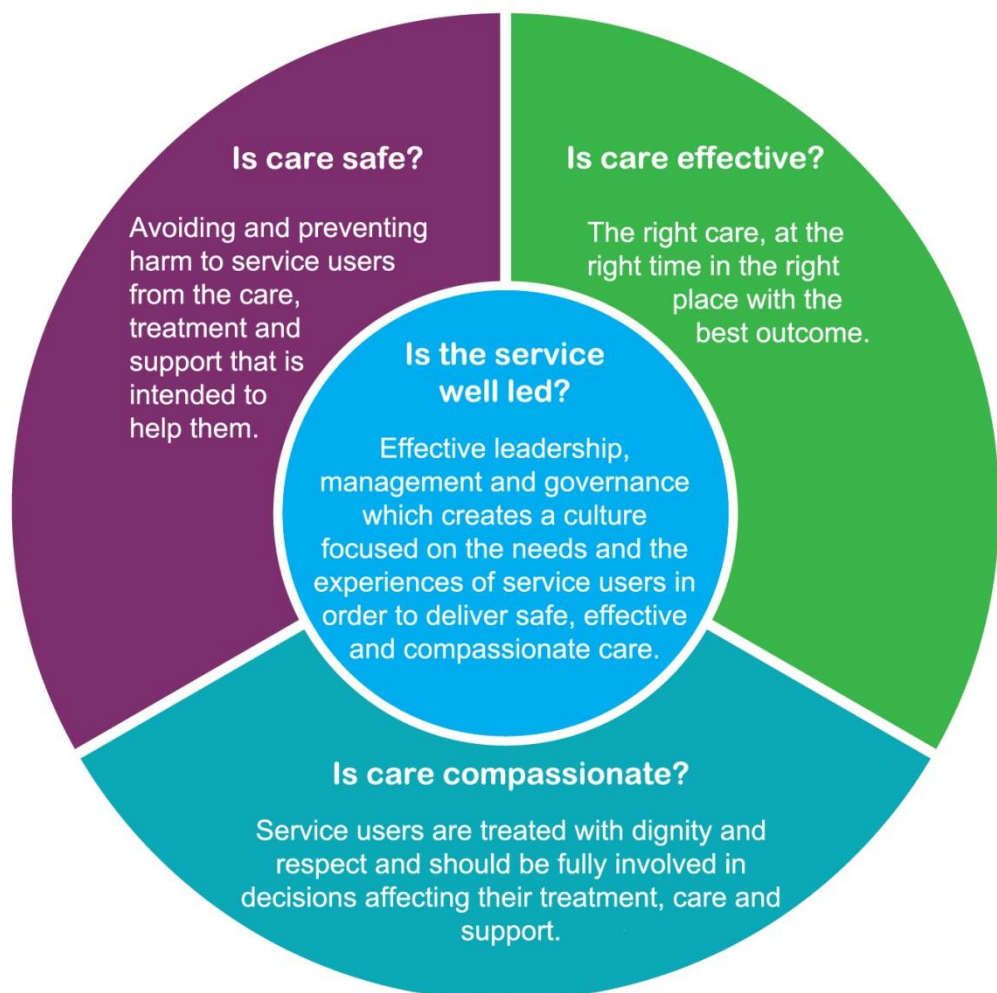 Is care safe?
Avoiding and preventing
harm to service users
from the care,
treatment and
support that is
intended to
help them.
Is care effective?
The right care, at the
right time in the right
place with the
best outcome.
Is the service
well led?
Effective leadership,
management and governance
which creates a culture
focused on the needs and the
experiences of service users in
order to deliver safe, effective
and compassionate care.
Is care compassionate?
Service users are treated with dignity and
respect and should be fully involved in
decisions affecting their treatment, care and
support.